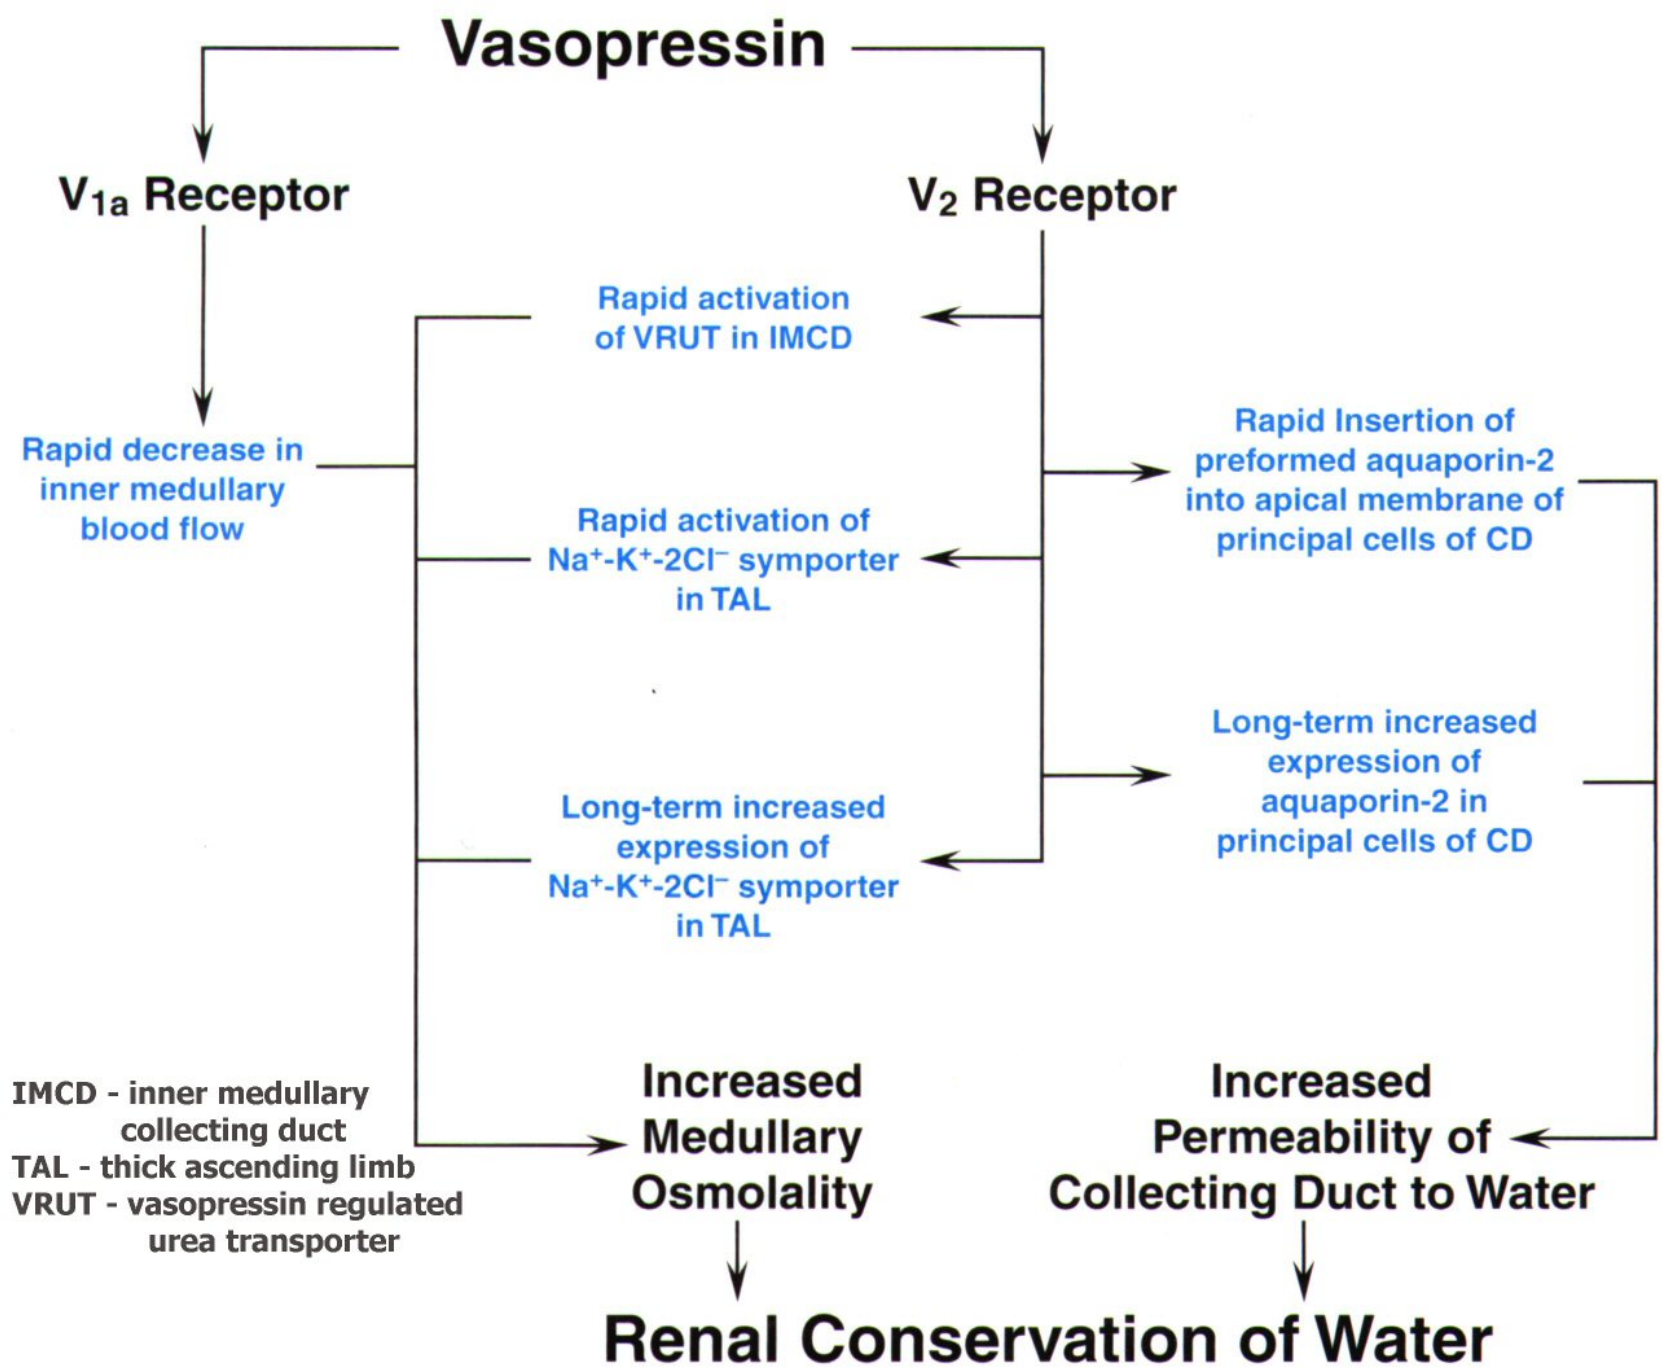 Vasopressin
V1a Receptor
V2 Receptor
Rapid activation
of VRUT in IMCD
Rapid decrease in
inner medullary
blood flow
Rapid Insertion of
preformed aquaporin-2
into apical membrane of
principal cells of CD
Rapid activation of
Na⁺-K⁺-2Cl⁻ symporter
in TAL
Long-term increased
expression of
aquaporin-2 in
principal cells of CD
Long-term increased
expression of
Na⁺-K⁺-2Cl⁻ symporter
in TAL
IMCD - inner medullary
collecting duct
TAL - thick ascending limb
VRUT - vasopressin regulated
urea transporter
Increased
Medullary
Osmolality
Increased
Permeability of
Collecting Duct to Water
Renal Conservation of Water